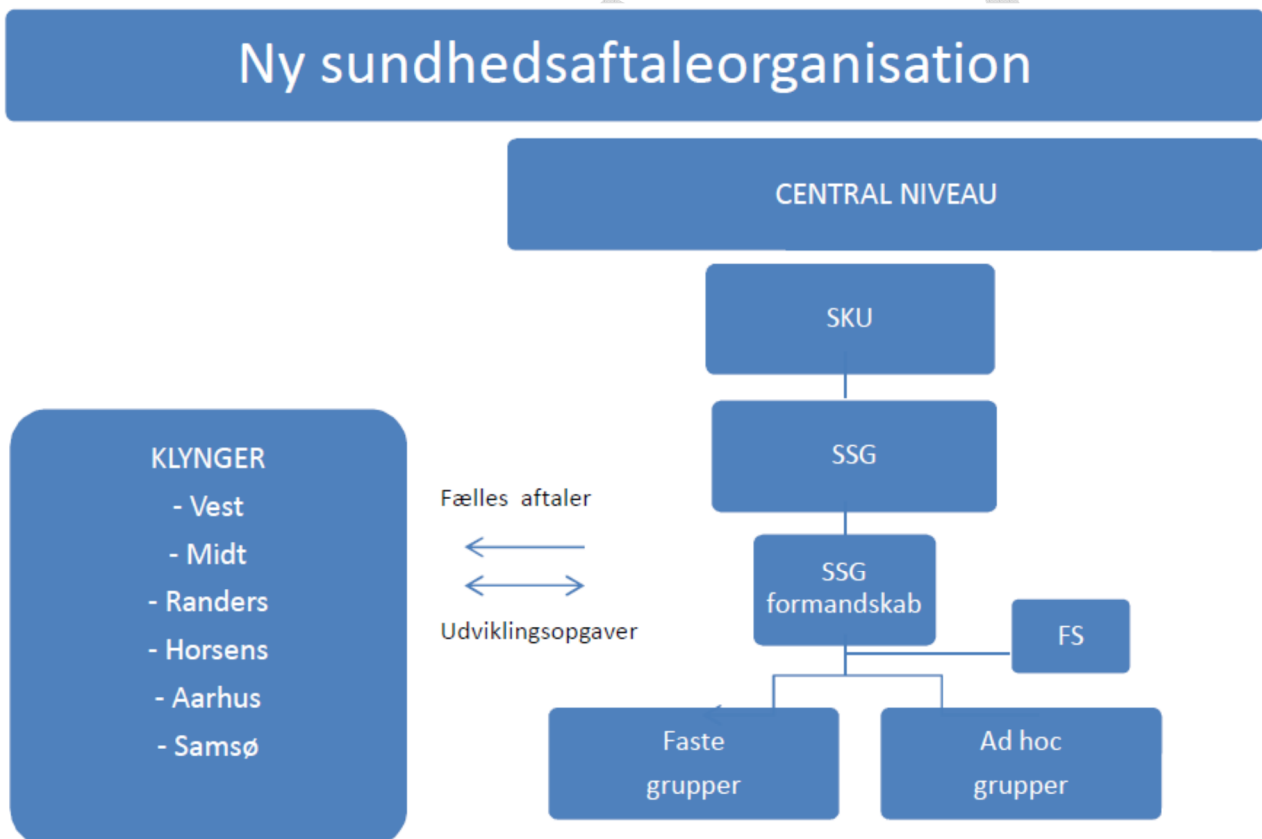 Ny sundhedsaftaleorganisation
CENTRAL NIVEAU
SKU
SSG
SSG
formandskab
FS
Faste
grupper
Ad hoc
grupper
KLYNGER
- Vest
- Midt
- Randers
- Horsens
- Aarhus
- Samsø
Fælles aftaler
Udviklingsopgaver